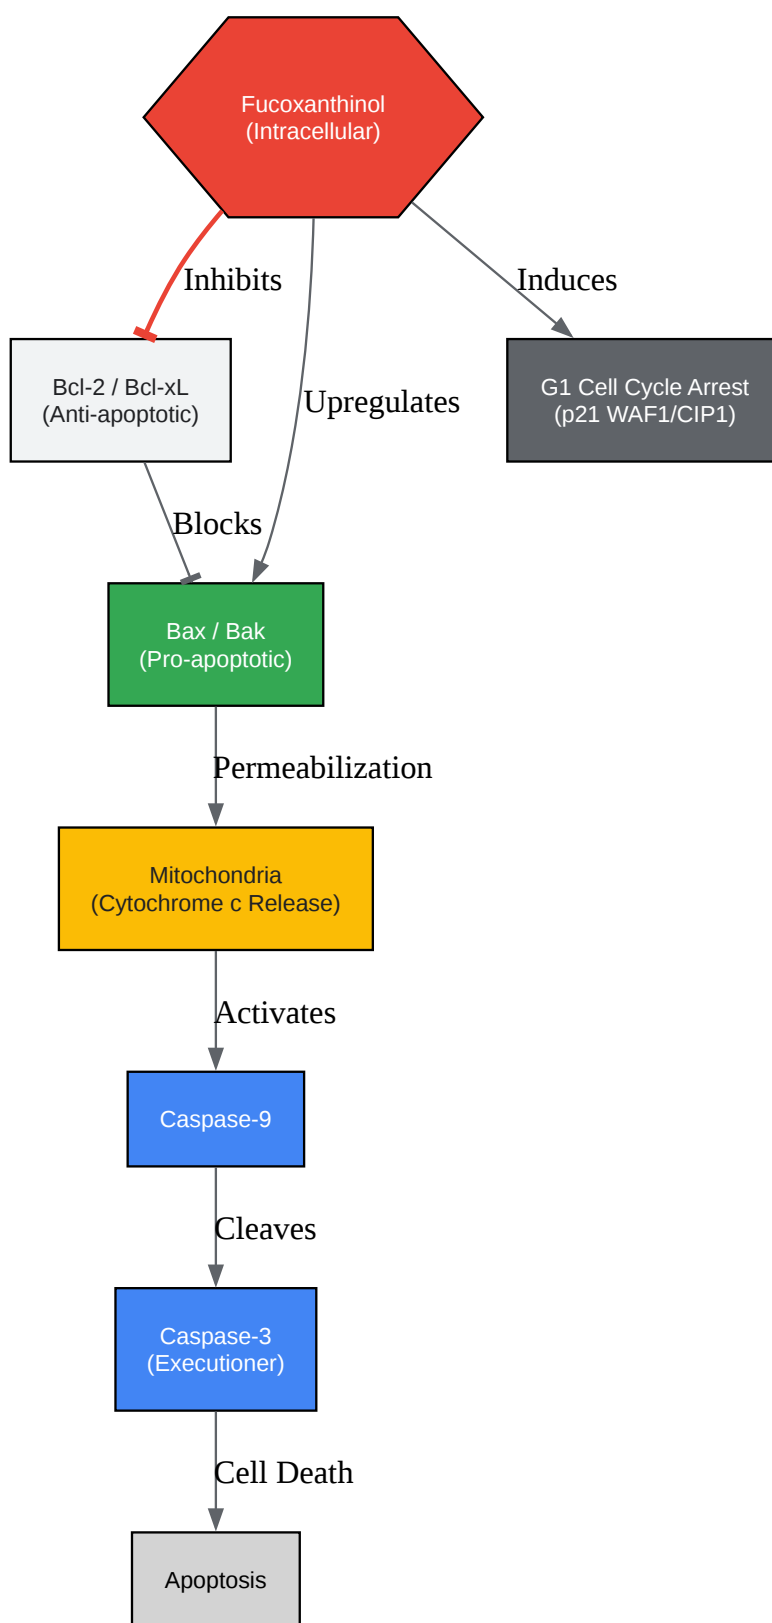 Fucoxanthinol
(Intracellular)
Inhibits
Induces
Bcl-2 / Bcl-xL
(Anti-apoptotic)
Upregulates
G1 Cell Cycle Arrest
(p21 WAF1/CIP1)
Blocks
Bax / Bak
(Pro-apoptotic)
Permeabilization
Mitochondria
(Cytochrome c Release)
Activates
Caspase-9
Cleaves
Caspase-3
(Executioner)
Cell Death
Apoptosis